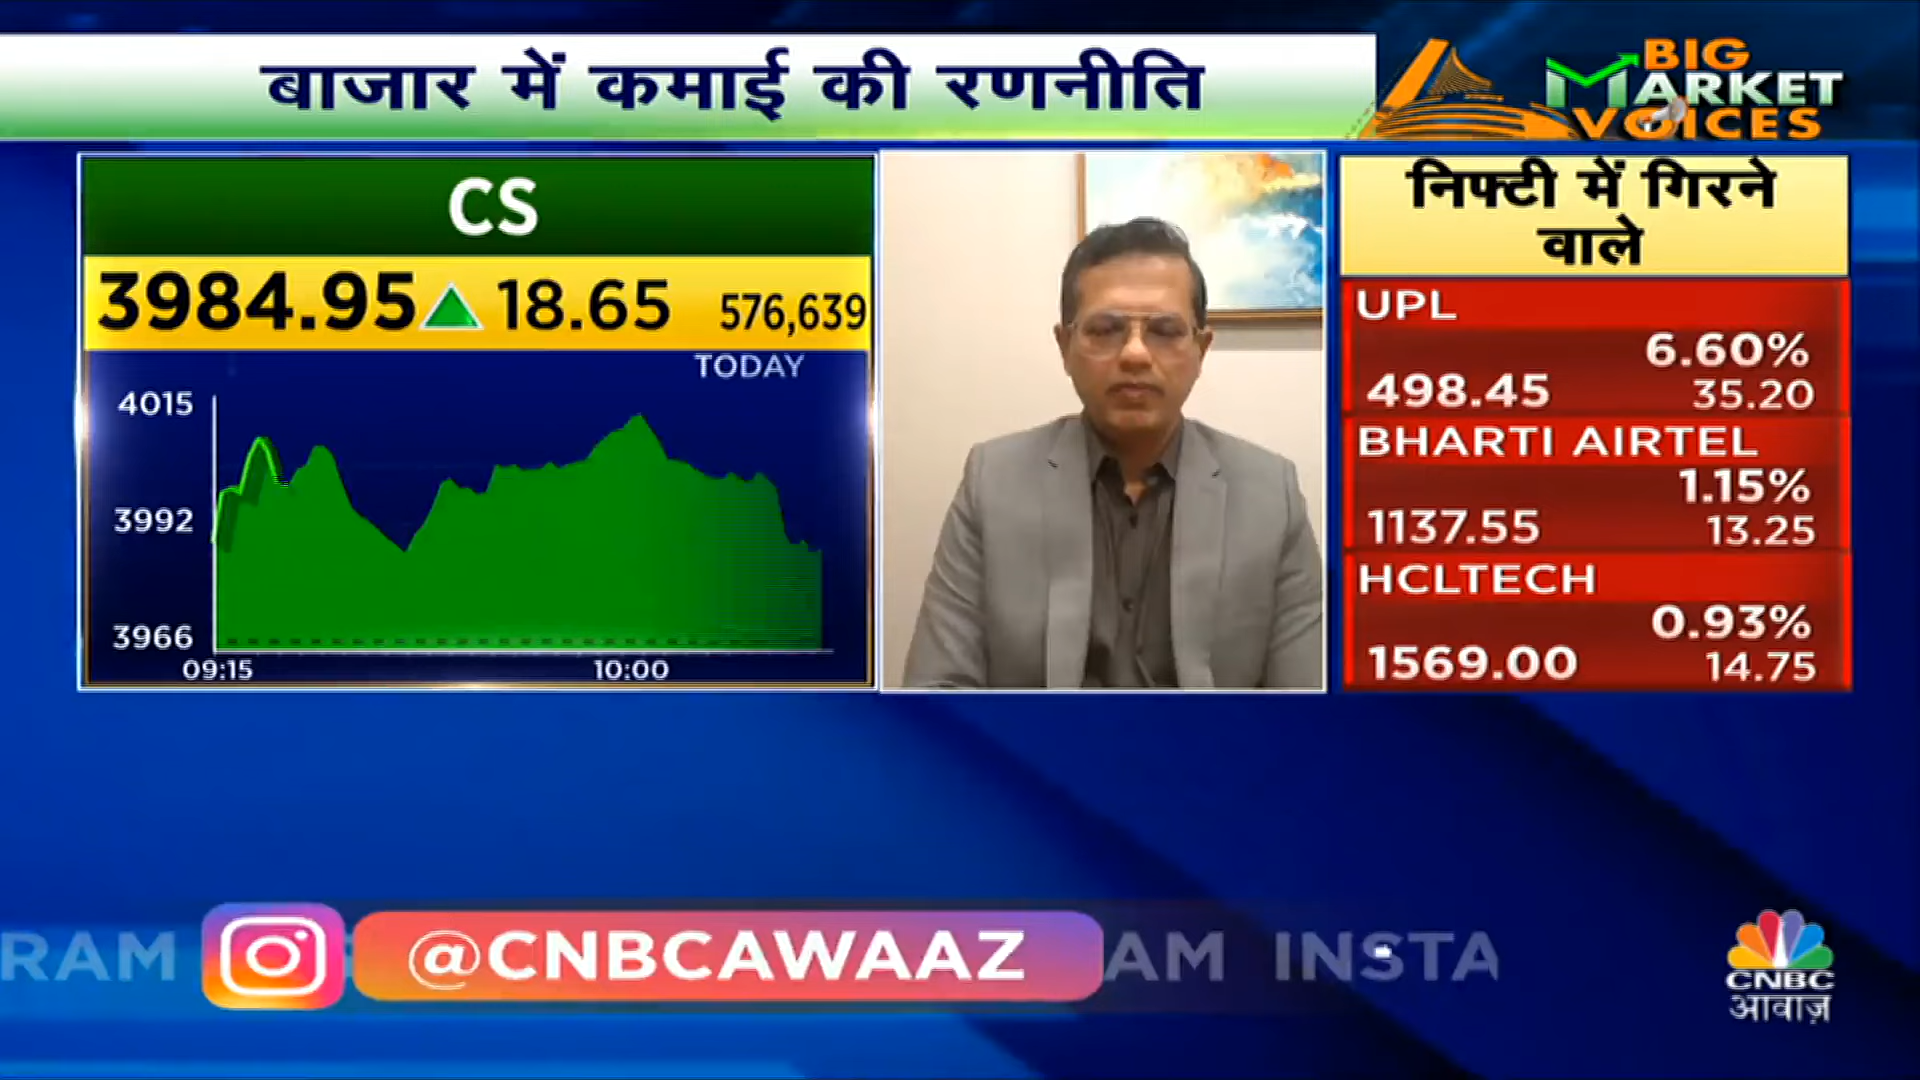 बाजार में कमाई की रणनीति
BIG
MARKET
VOICES
CS
3984.95 18.65 576,639
TODAY
4015
3992
3966
09:15 10:00
निफ्टी में गिरने
वाले
UPL
6.60%
498.45 35.20
BHARTI AIRTEL
1.15%
1137.55 13.25
HCLTECH
0.93%
1569.00 14.75
RAM @CNBCAWAAZ AM INSTA
CNBC
आवाज़